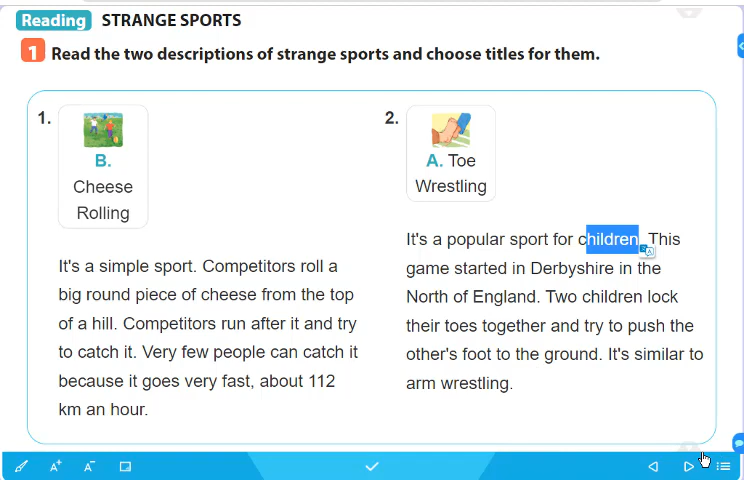 Reading STRANGE SPORTS
1 Read the two descriptions of strange sports and choose titles for them.
1.
B.
Cheese
Rolling
It's a simple sport. Competitors roll a
big round piece of cheese from the top
of a hill. Competitors run after it and try
to catch it. Very few people can catch it
because it goes very fast, about 112
km an hour.
2.
A. Toe
Wrestling
It's a popular sport for children. This
game started in Derbyshire in the
North of England. Two children lock
their toes together and try to push the
other's foot to the ground. It's similar to
arm wrestling.
A+ A-